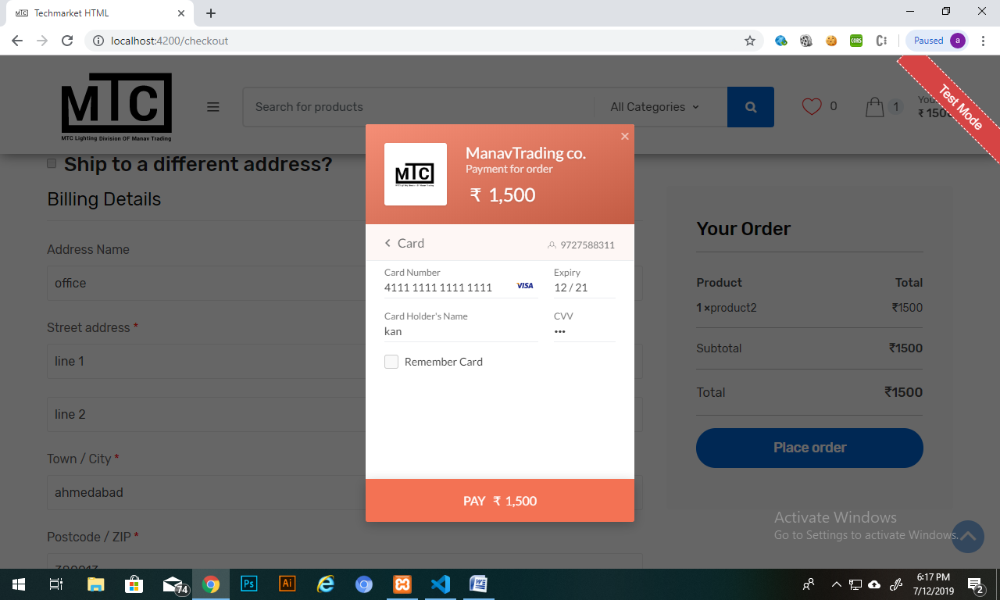 MTC Techmarket HTML
localhost:4200/checkout
CORS
Paused a
MTC
MTC Lighting Division OF Manav Trading
Search for products
All Categories
0
1
You
₹ 1500
Test Mode
Ship to a different address?
Billing Details
Address Name
office
Street address *
line 1
line 2
Town / City *
ahmedabad
Postcode / ZIP *
MTC
ManavTrading co.
Payment for order
₹ 1,500
Card
9727588311
Card Number
4111 1111 1111 1111
VISA
Expiry
12 / 21
Card Holder's Name
kan
CVV
•••
Remember Card
PAY ₹ 1,500
Your Order
Product Total
1 ×product2 ₹1500
Subtotal ₹1500
Total ₹1500
Place order
Activate Windows
Go to Settings to activate Windows.
74
Ps
Ai
6:17 PM
7/12/2019
2